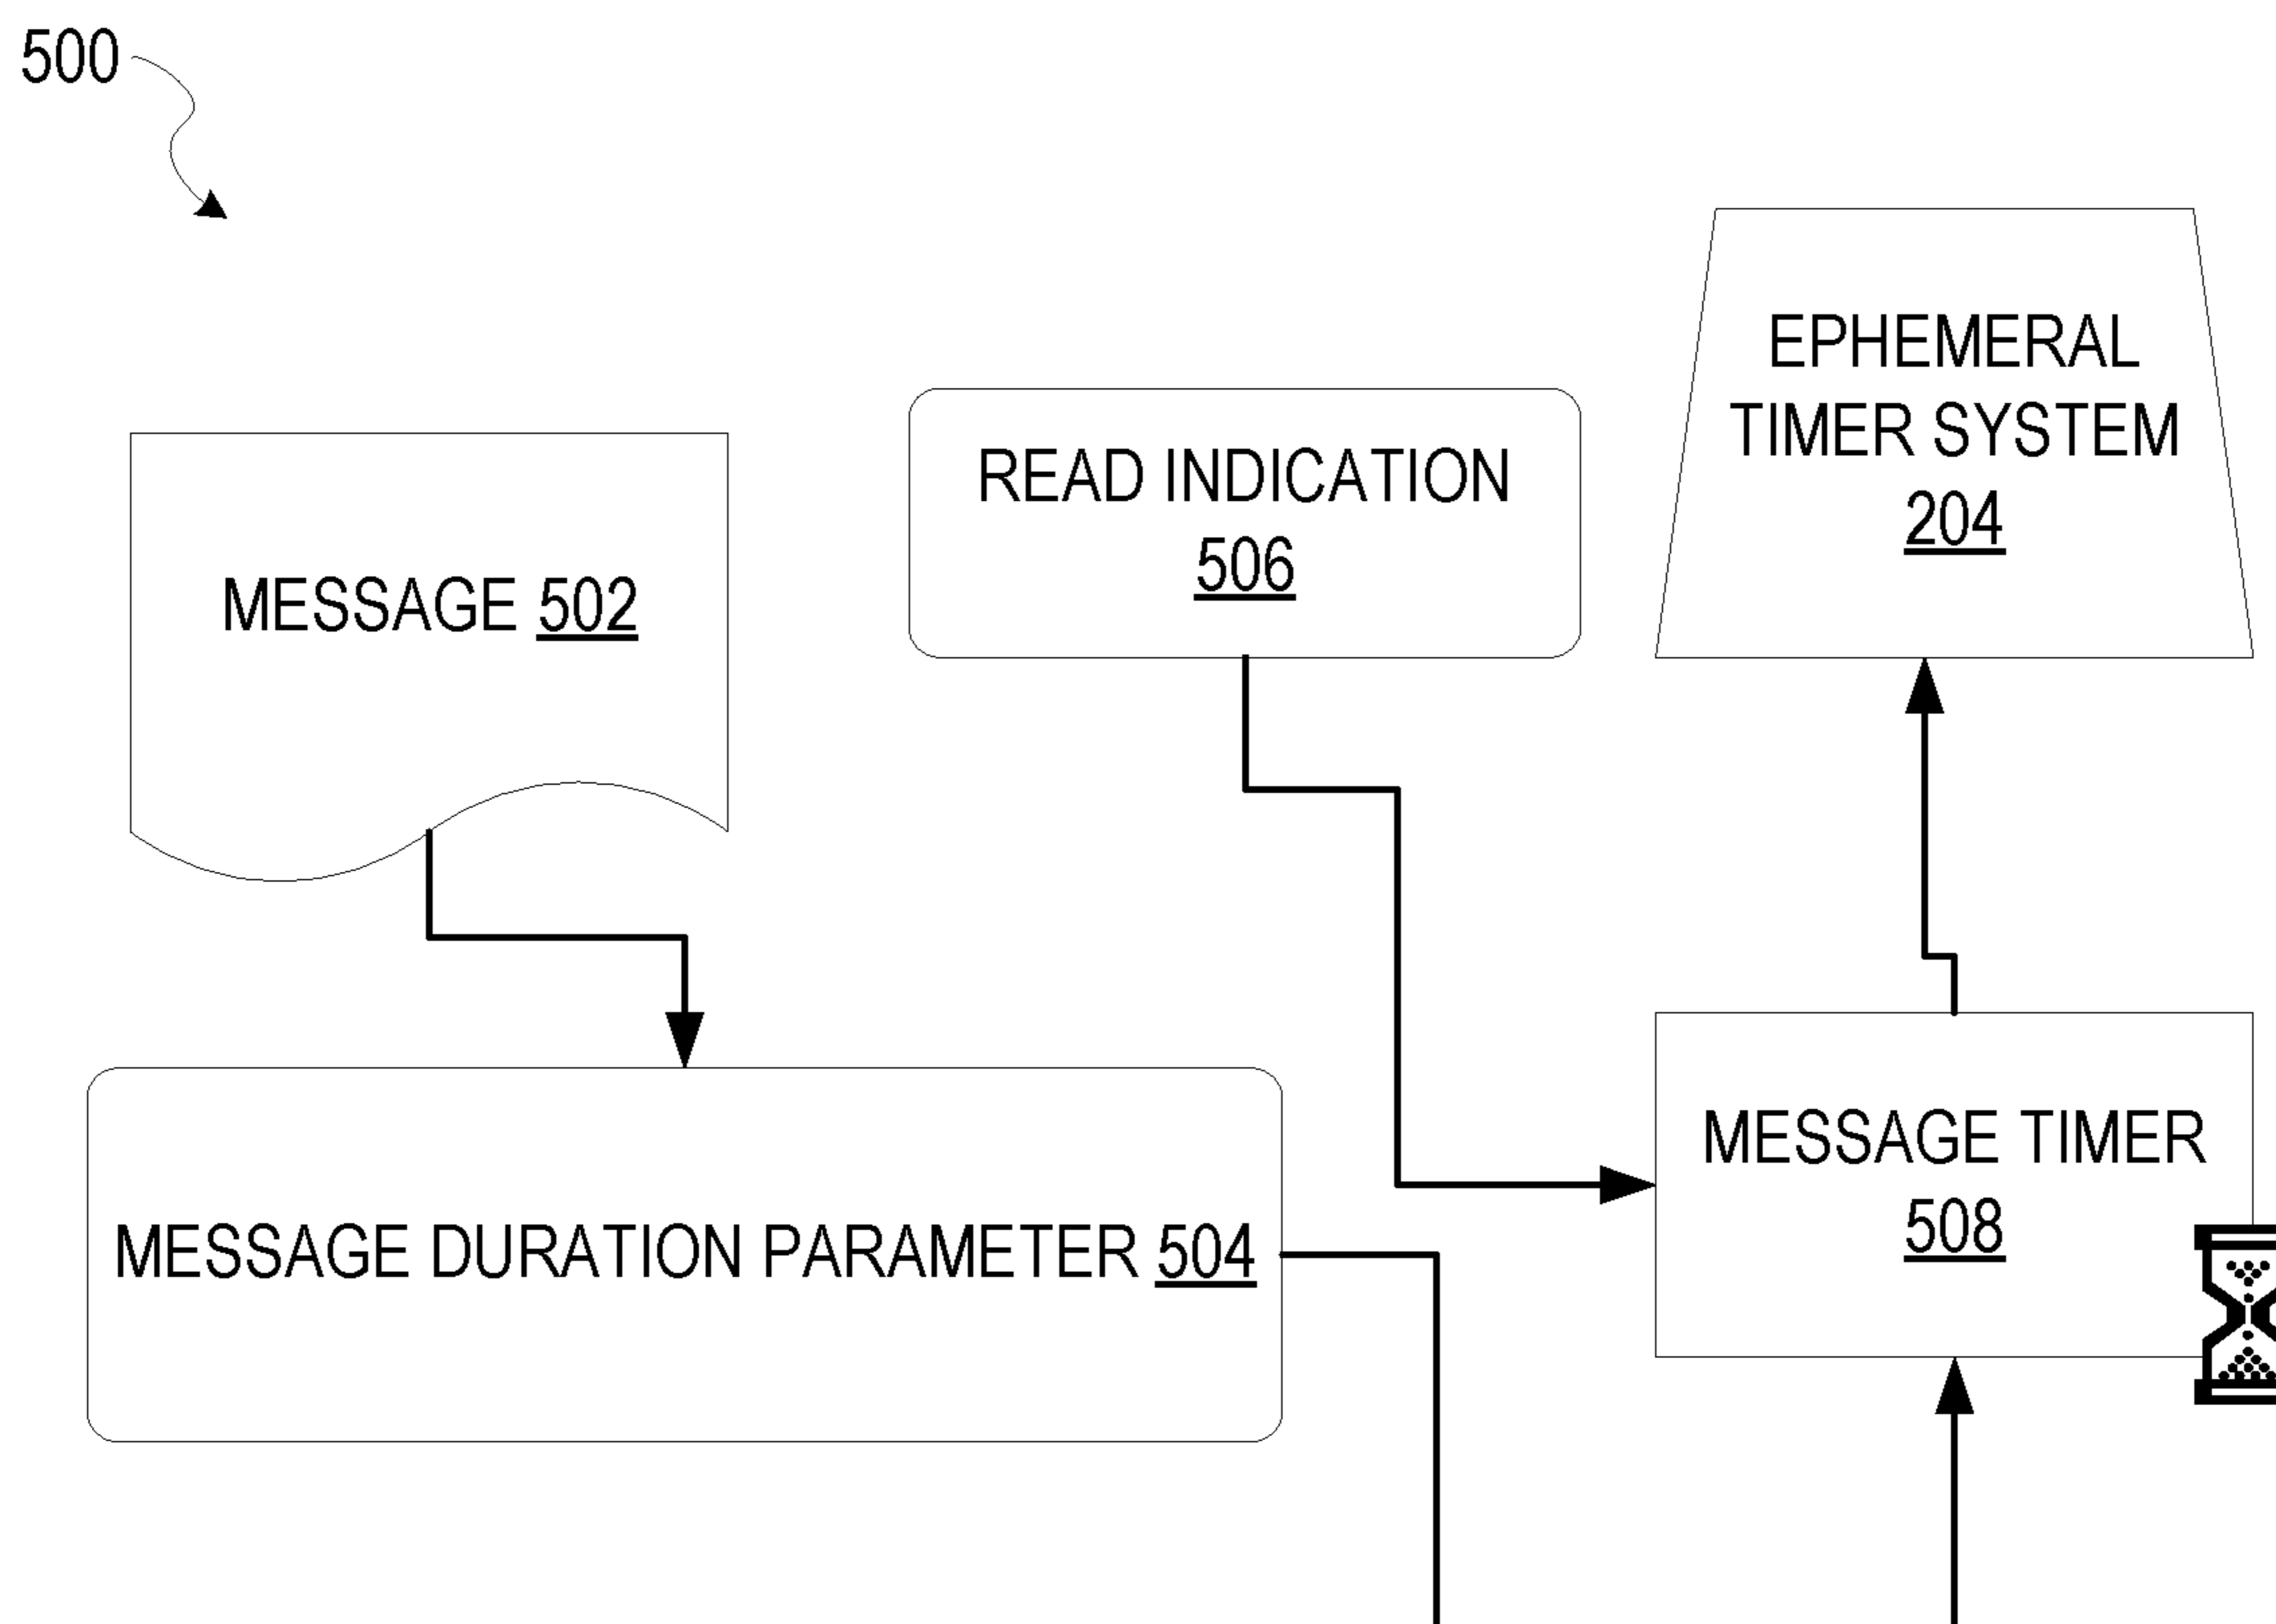 500
EPHEMERAL
TIMER SYSTEM
204
READ INDICATION
506
MESSAGE 502
MESSAGE TIMER
508
MESSAGE DURATION PARAMETER 504